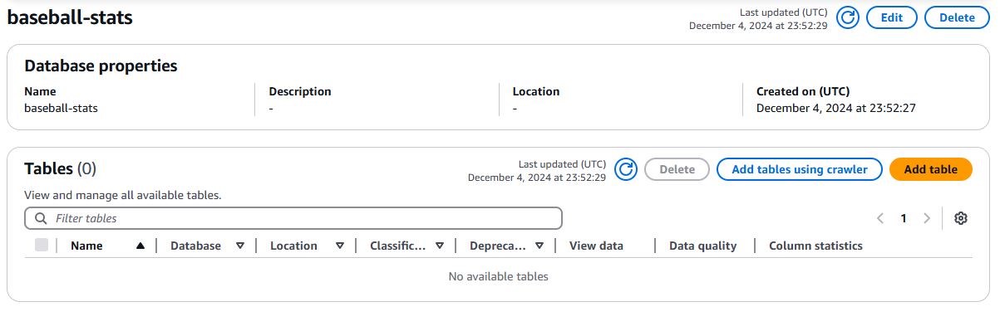 baseball-stats
Last updated (UTC)
December 4, 2024 at 23:52:29
Edit
Delete
Database properties
Name
baseball-stats
Description
-
Location
-
Created on (UTC)
December 4, 2024 at 23:52:27
Tables (0)
Last updated (UTC)
December 4, 2024 at 23:52:29
Delete
Add tables using crawler
Add table
View and manage all available tables.
Filter tables
1
Name Database Location Classific... Depreca... View data Data quality Column statistics
No available tables